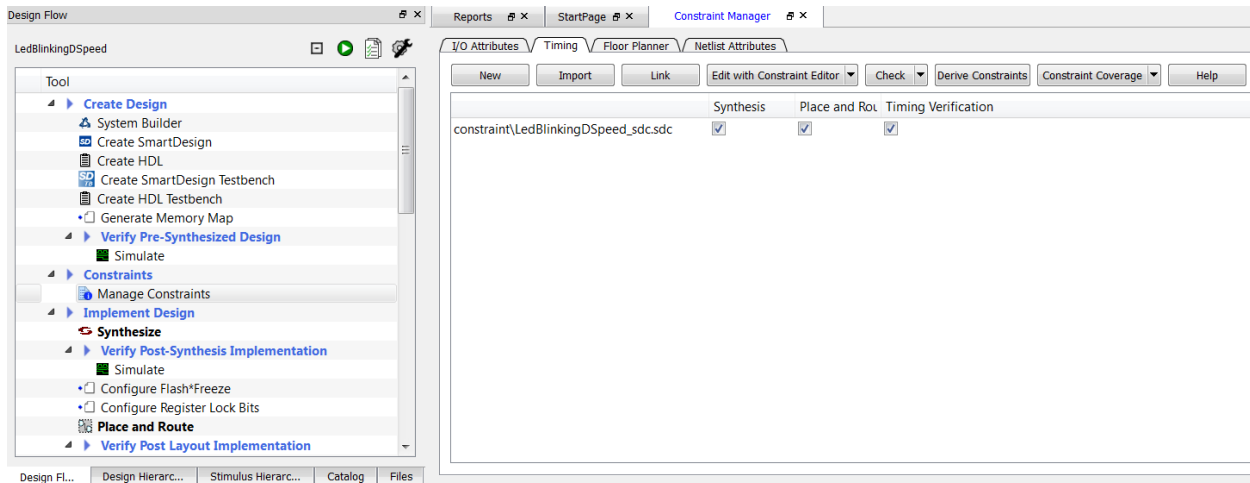 Design Flow
LedBlinkingDSpeed
Tool
Create Design
System Builder
Create SmartDesign
Create HDL
Create SmartDesign Testbench
Create HDL Testbench
Generate Memory Map
Verify Pre-Synthesized Design
Simulate
Constraints
Manage Constraints
Implement Design
Synthesize
Verify Post-Synthesis Implementation
Simulate
Configure Flash*Freeze
Configure Register Lock Bits
Place and Route
Verify Post Layout Implementation
Design Fl... Design Hierarc... Stimulus Hierarc... Catalog Files
Reports StartPage Constraint Manager
I/O Attributes Timing Floor Planner Netlist Attributes
New Import Link Edit with Constraint Editor Check Derive Constraints Constraint Coverage Help
Synthesis Place and Rou Timing Verification
constraint\LedBlinkingDSpeed_sdc.sdc